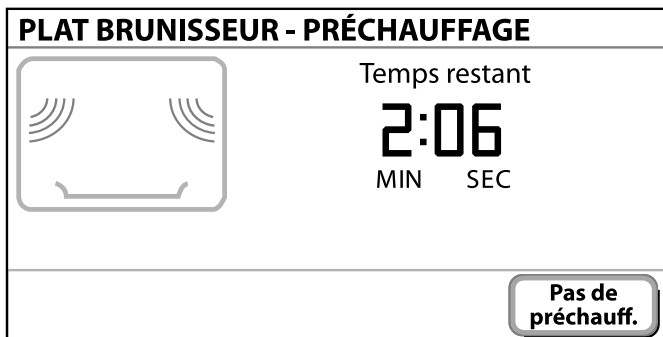 PLAT BRUNISSEUR - PRÉCHAUFFAGE
Temps restant
2:06
MIN SEC
Pas de
préchauff.